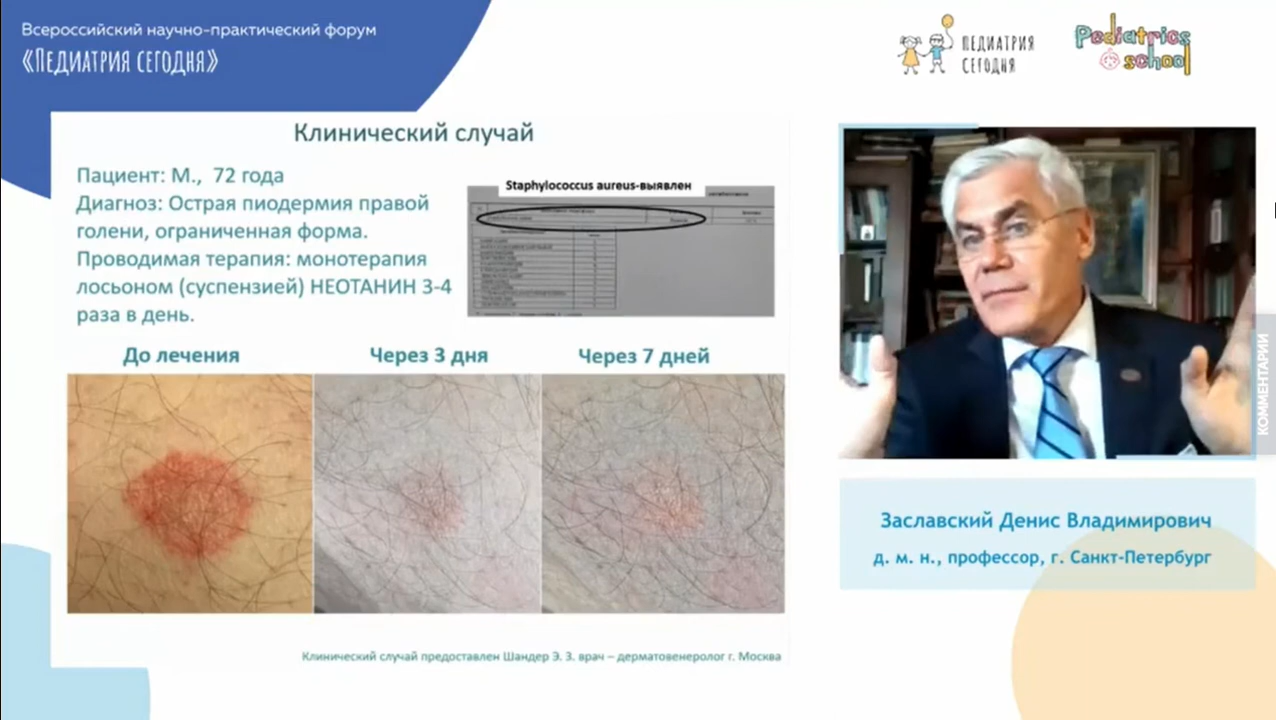 Всероссийский научно-практический форум
«Педиатрия сегодня»
ПЕДИАТРИЯ
СЕГОДНЯ
Pediatrics
school
Клинический случай
Пациент: М., 72 года
Диагноз: Острая пиодермия правой
голени, ограниченная форма.
Проводимая терапия: монотерапия
лосьоном (суспензией) НЕОТАНИН 3-4
раза в день.
Staphylococcus aureus-выявлен
До лечения
Через 3 дня
Через 7 дней
Клинический случай предоставлен Шандер Э. З. врач – дерматовенеролог г. Москва
КОММЕНТАРИИ
Заславский Денис Владимирович
д. м. н., профессор, г. Санкт-Петербург